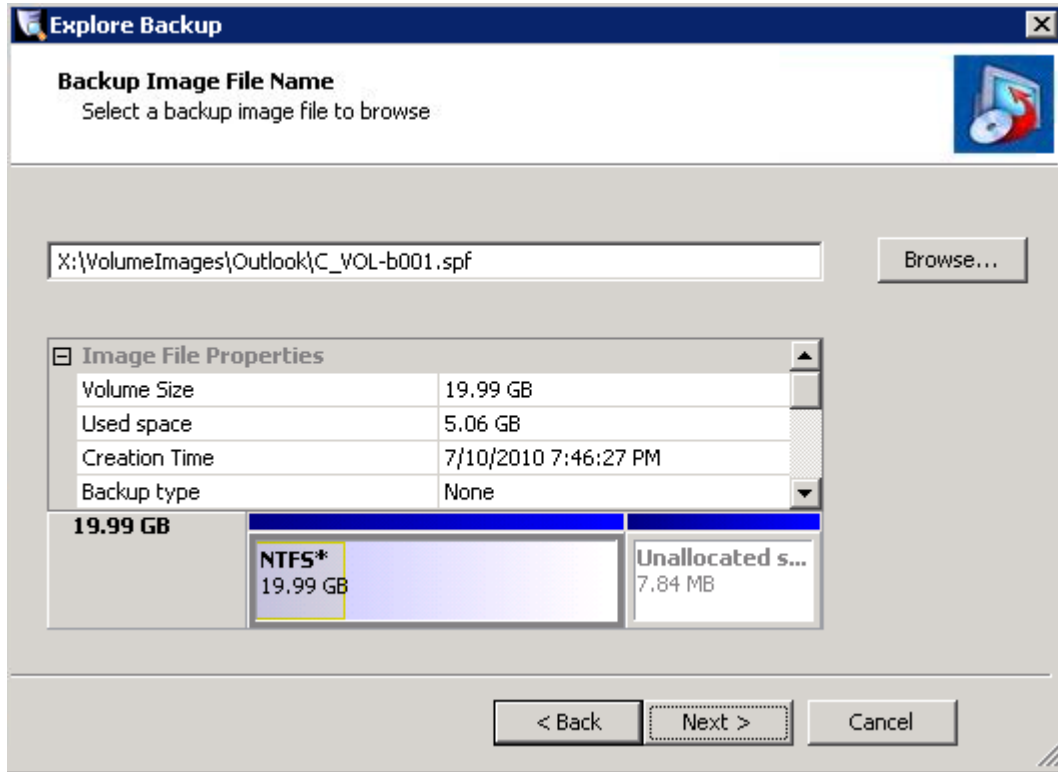 Explore Backup
Backup Image File Name
Select a backup image file to browse
X:\VolumeImages\Outlook\C_VOL-b001.spf
Browse...
Image File Properties
Volume Size 19.99 GB
Used space 5.06 GB
Creation Time 7/10/2010 7:46:27 PM
Backup type None
19.99 GB
NTFS* Unallocated s...
19.99 GB 7.84 MB
< Back Next > Cancel